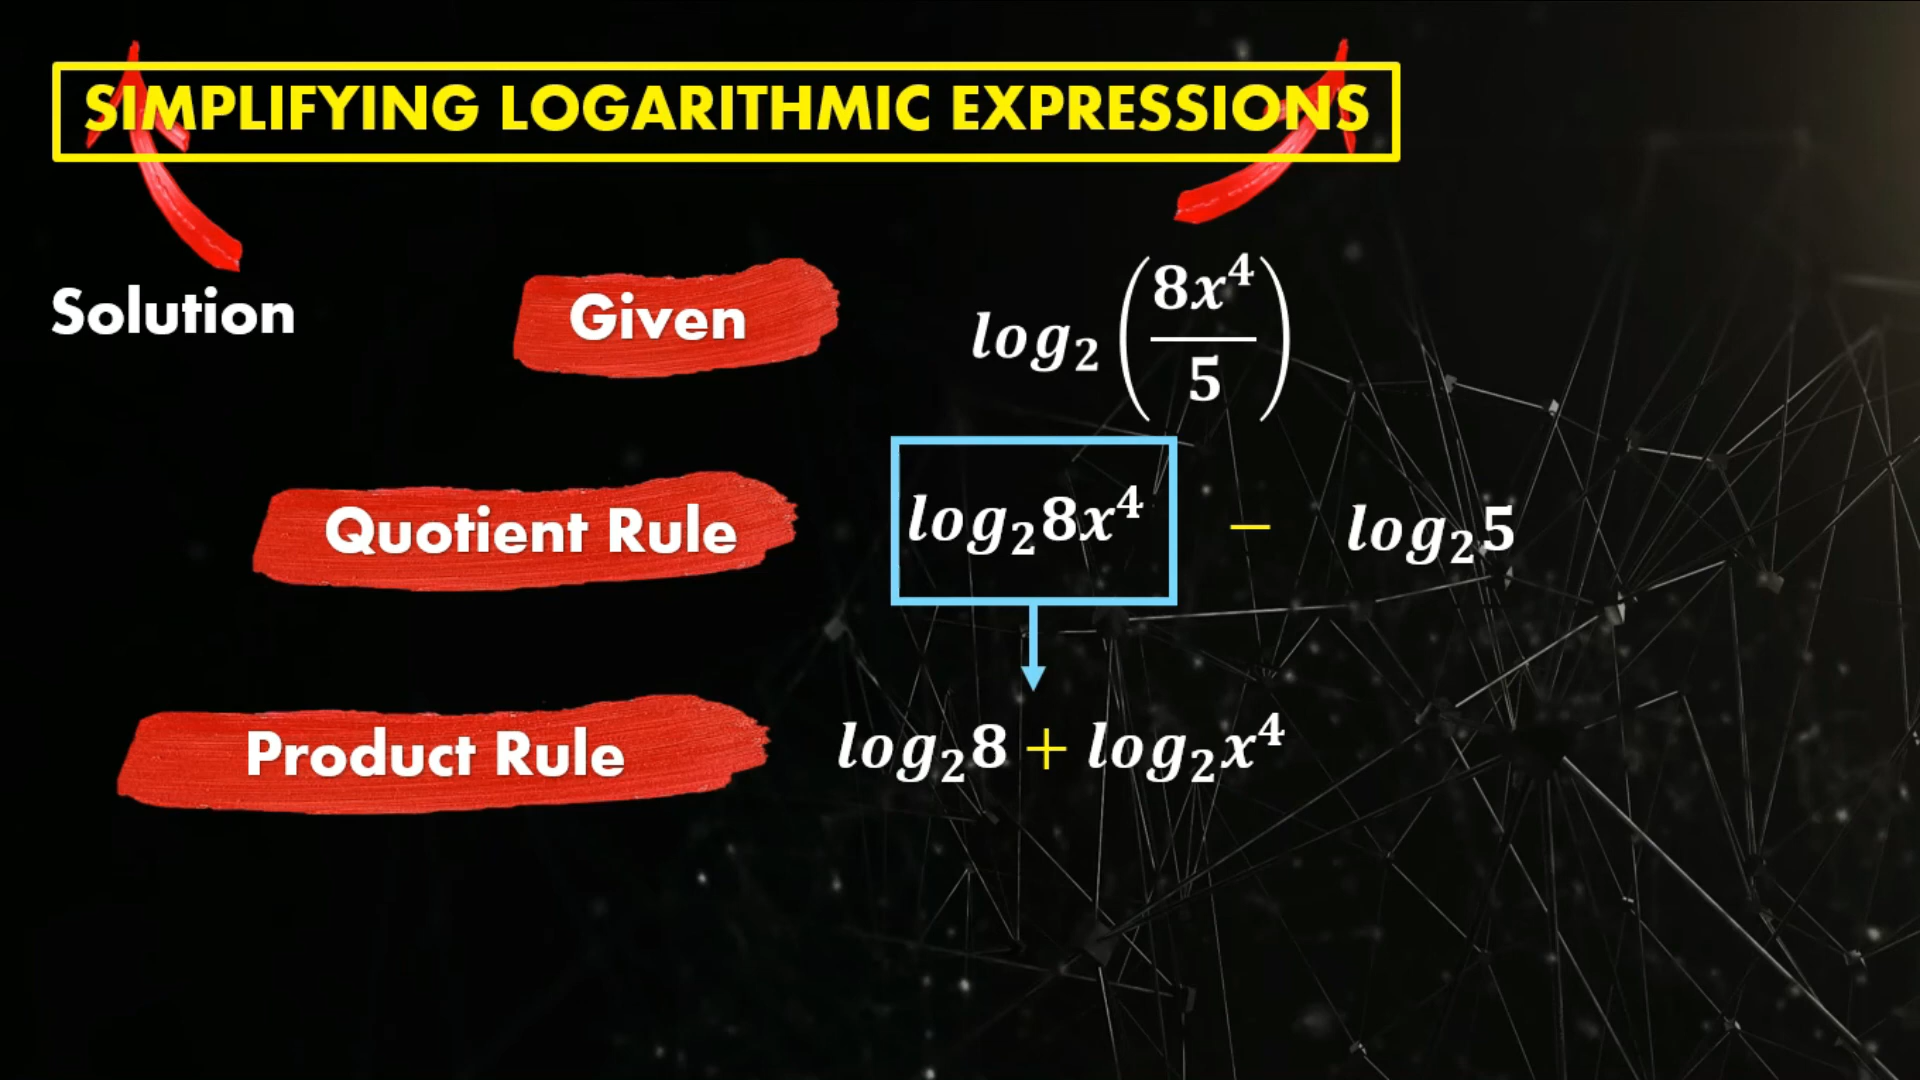 SIMPLIFYING LOGARITHMIC EXPRESSIONS
Solution
Given
log₂(8x⁴/5)
Quotient Rule
log₂8x⁴ − log₂5
Product Rule
log₂8 + log₂x⁴